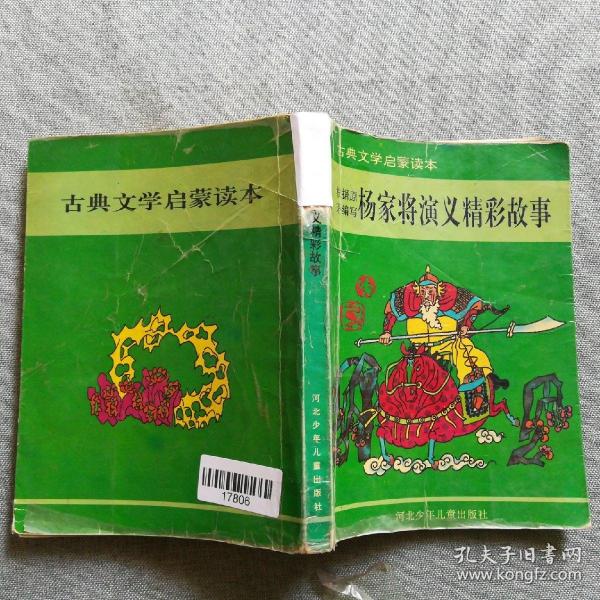 古典文学启蒙读本
17806
义精彩故事
河北少年儿童出版社
古典文学启蒙读本
编写
杨家将演义精彩故事
河北少年儿童出版社
孔夫子旧书网
www.kongfz.com